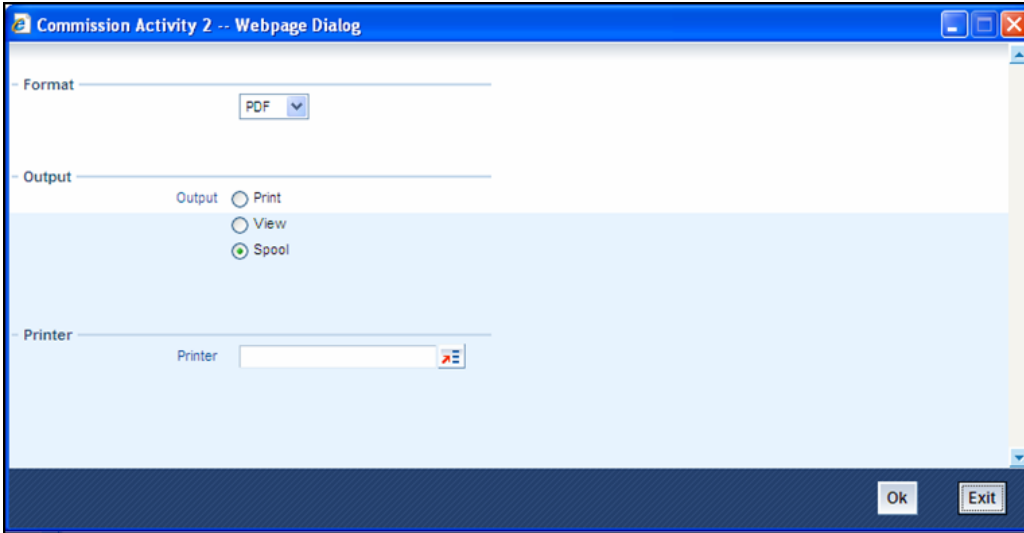 Commission Activity 2 -- Webpage Dialog
Format
PDF
Output
Output Print
View
Spool
Printer
Printer
Ok Exit